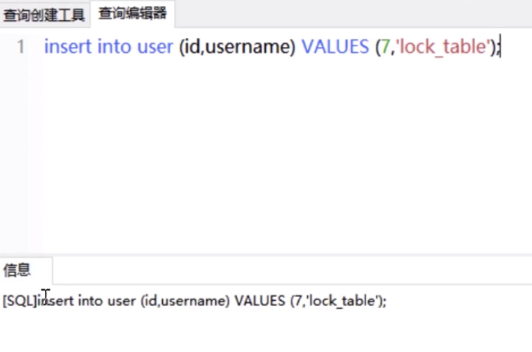 查询创建工具 查询编辑器
1 insert into user (id,username) VALUES (7,'lock_table');
信息
[SQL]insert into user (id,username) VALUES (7,'lock_table');